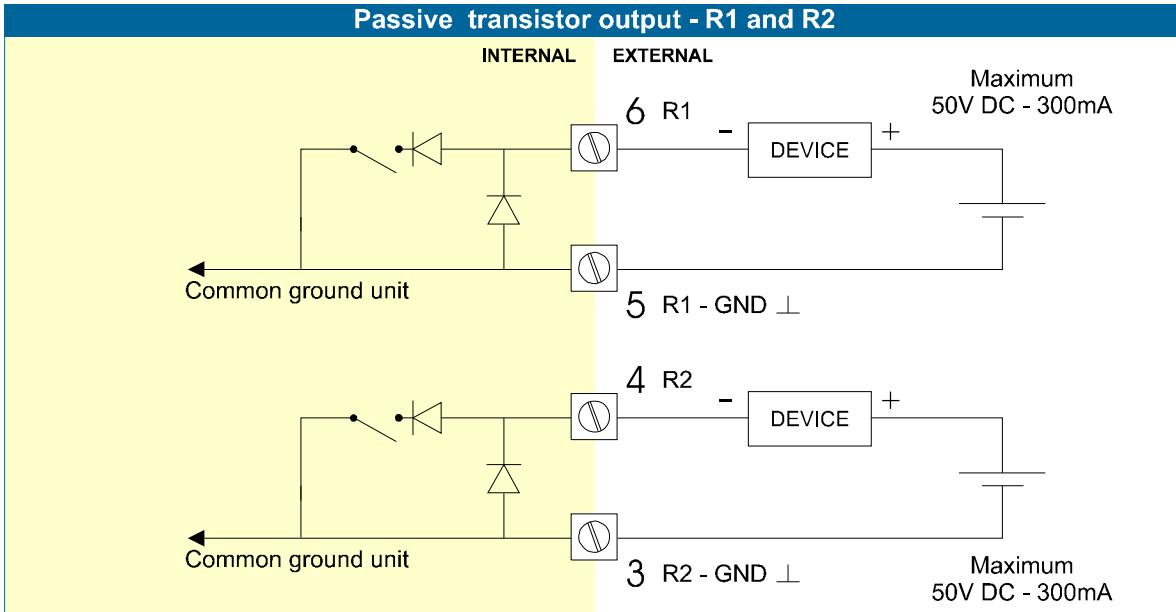 Passive transistor output - R1 and R2
INTERNAL EXTERNAL
Maximum
50V DC - 300mA
6 R1
- DEVICE +
Common ground unit
5 R1 - GND ⊥
4 R2
- DEVICE +
Common ground unit
3 R2 - GND ⊥
Maximum
50V DC - 300mA